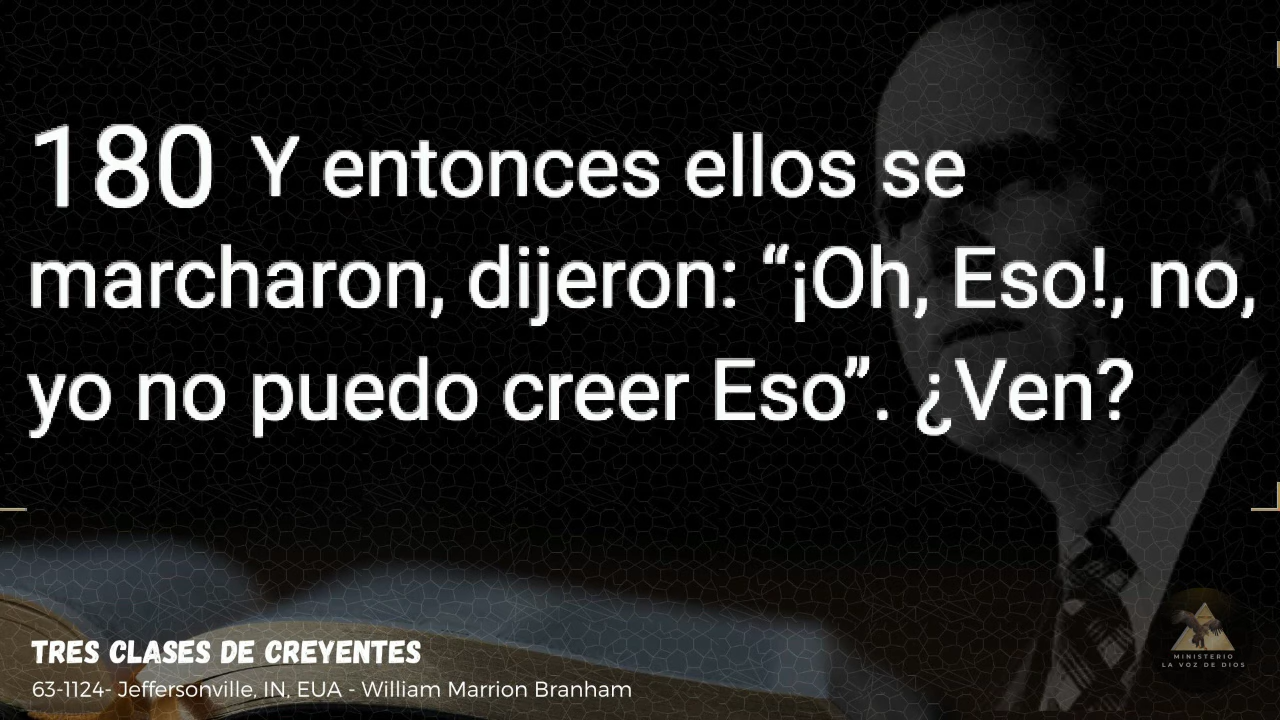 180 Y entonces ellos se
marcharon, dijeron: “¡Oh, Eso!, no,
yo no puedo creer Eso”. ¿Ven?
TRES CLASES DE CREYENTES
63-1124- Jeffersonville, IN, EUA - William Marrion Branham
MINISTERIO
LA VOZ DE DIOS